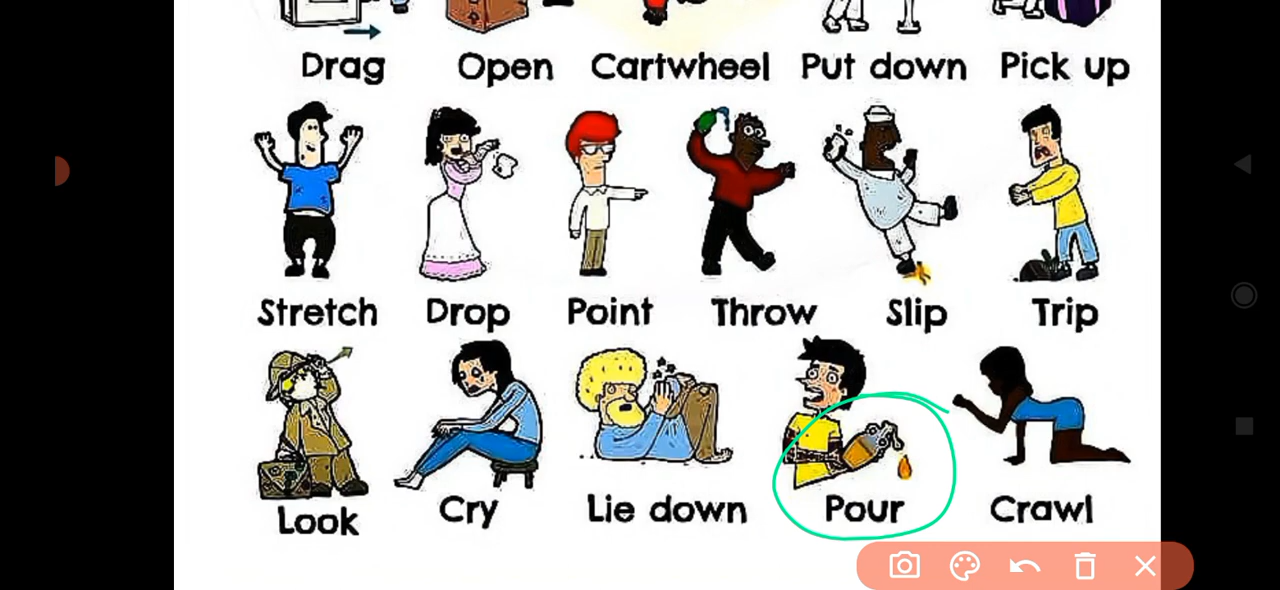 Drag Open Cartwheel Put down Pick up
Stretch Drop Point Throw Slip Trip
Look Cry Lie down Pour Crawl